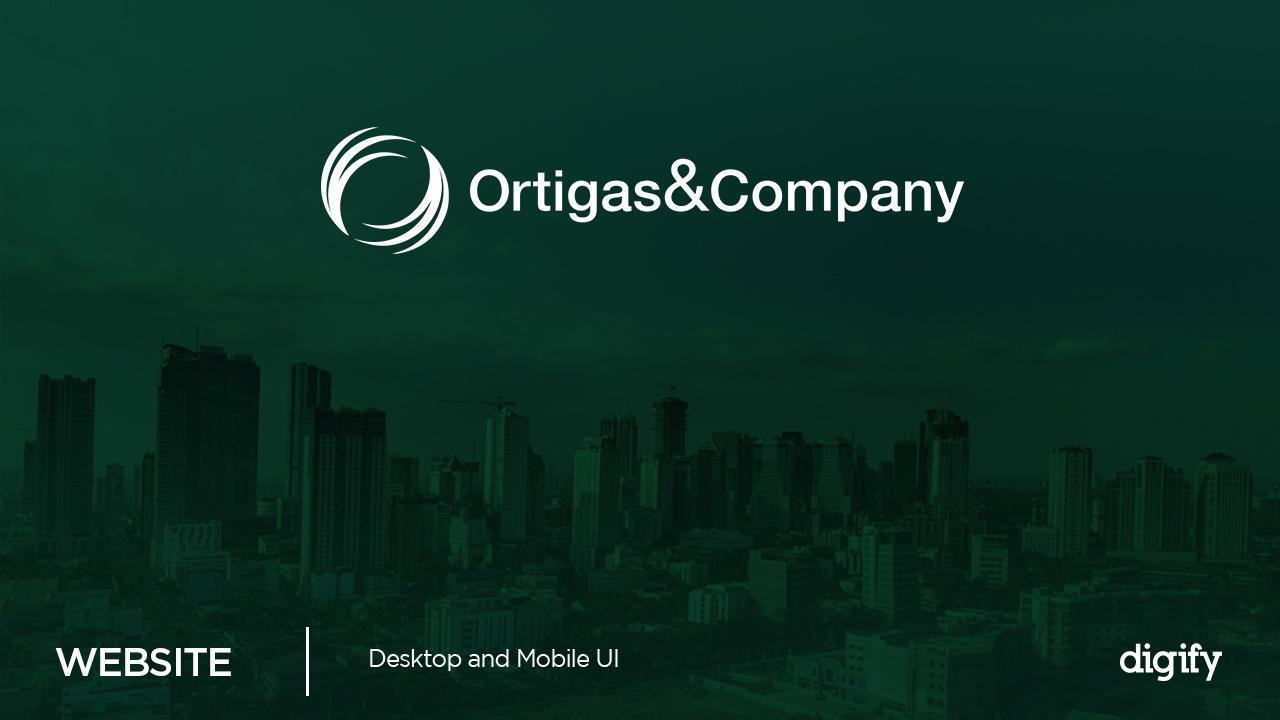 Ortigas&Company
WEBSITE
Desktop and Mobile UI
digify